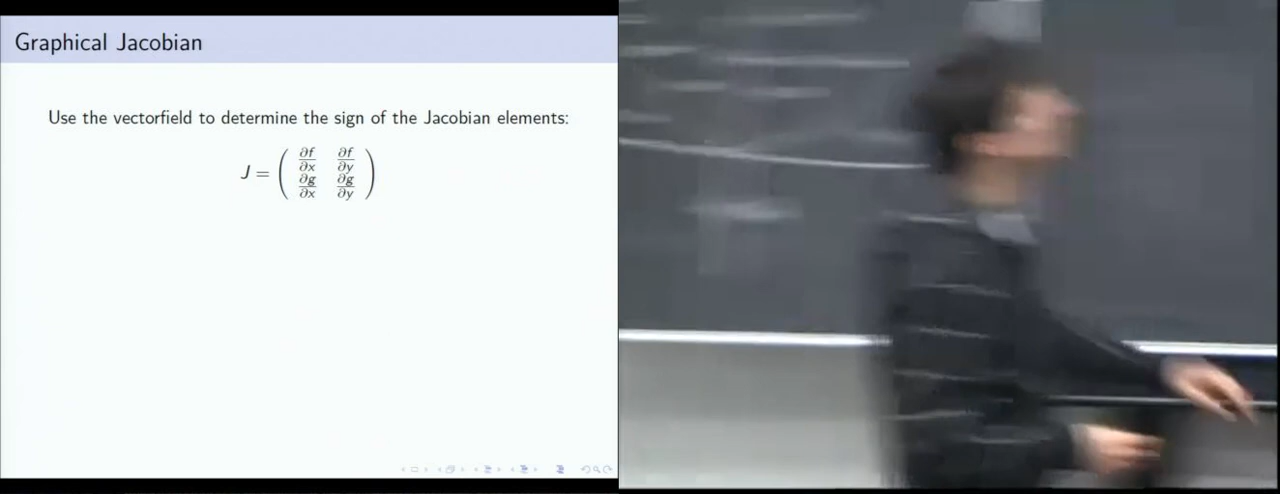 Graphical Jacobian
Use the vectorfield to determine the sign of the Jacobian elements:
J = ( ∂f/∂x ∂f/∂y
∂g/∂x ∂g/∂y )